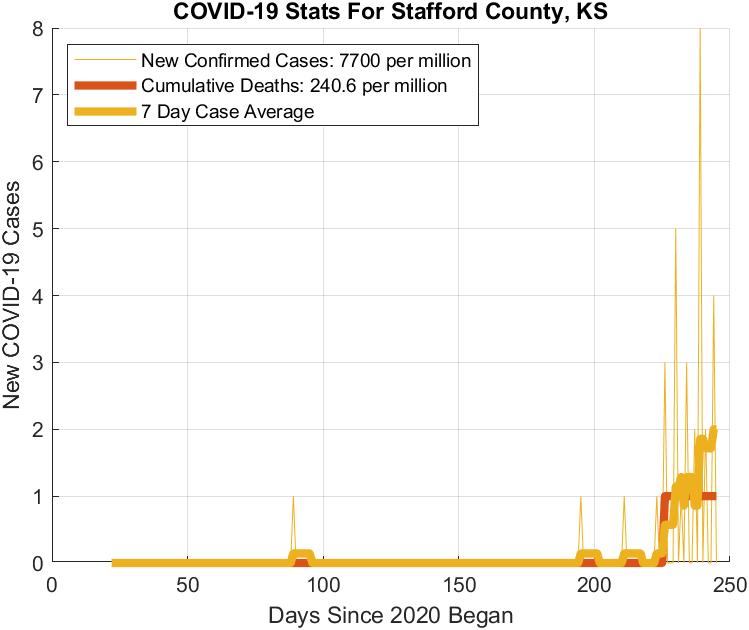 COVID-19 Stats For Stafford County, KS
New Confirmed Cases: 7700 per million
Cumulative Deaths: 240.6 per million
7 Day Case Average
New COVID-19 Cases
8
7
6
5
4
3
2
1
0
0 50 100 150 200 250
Days Since 2020 Began